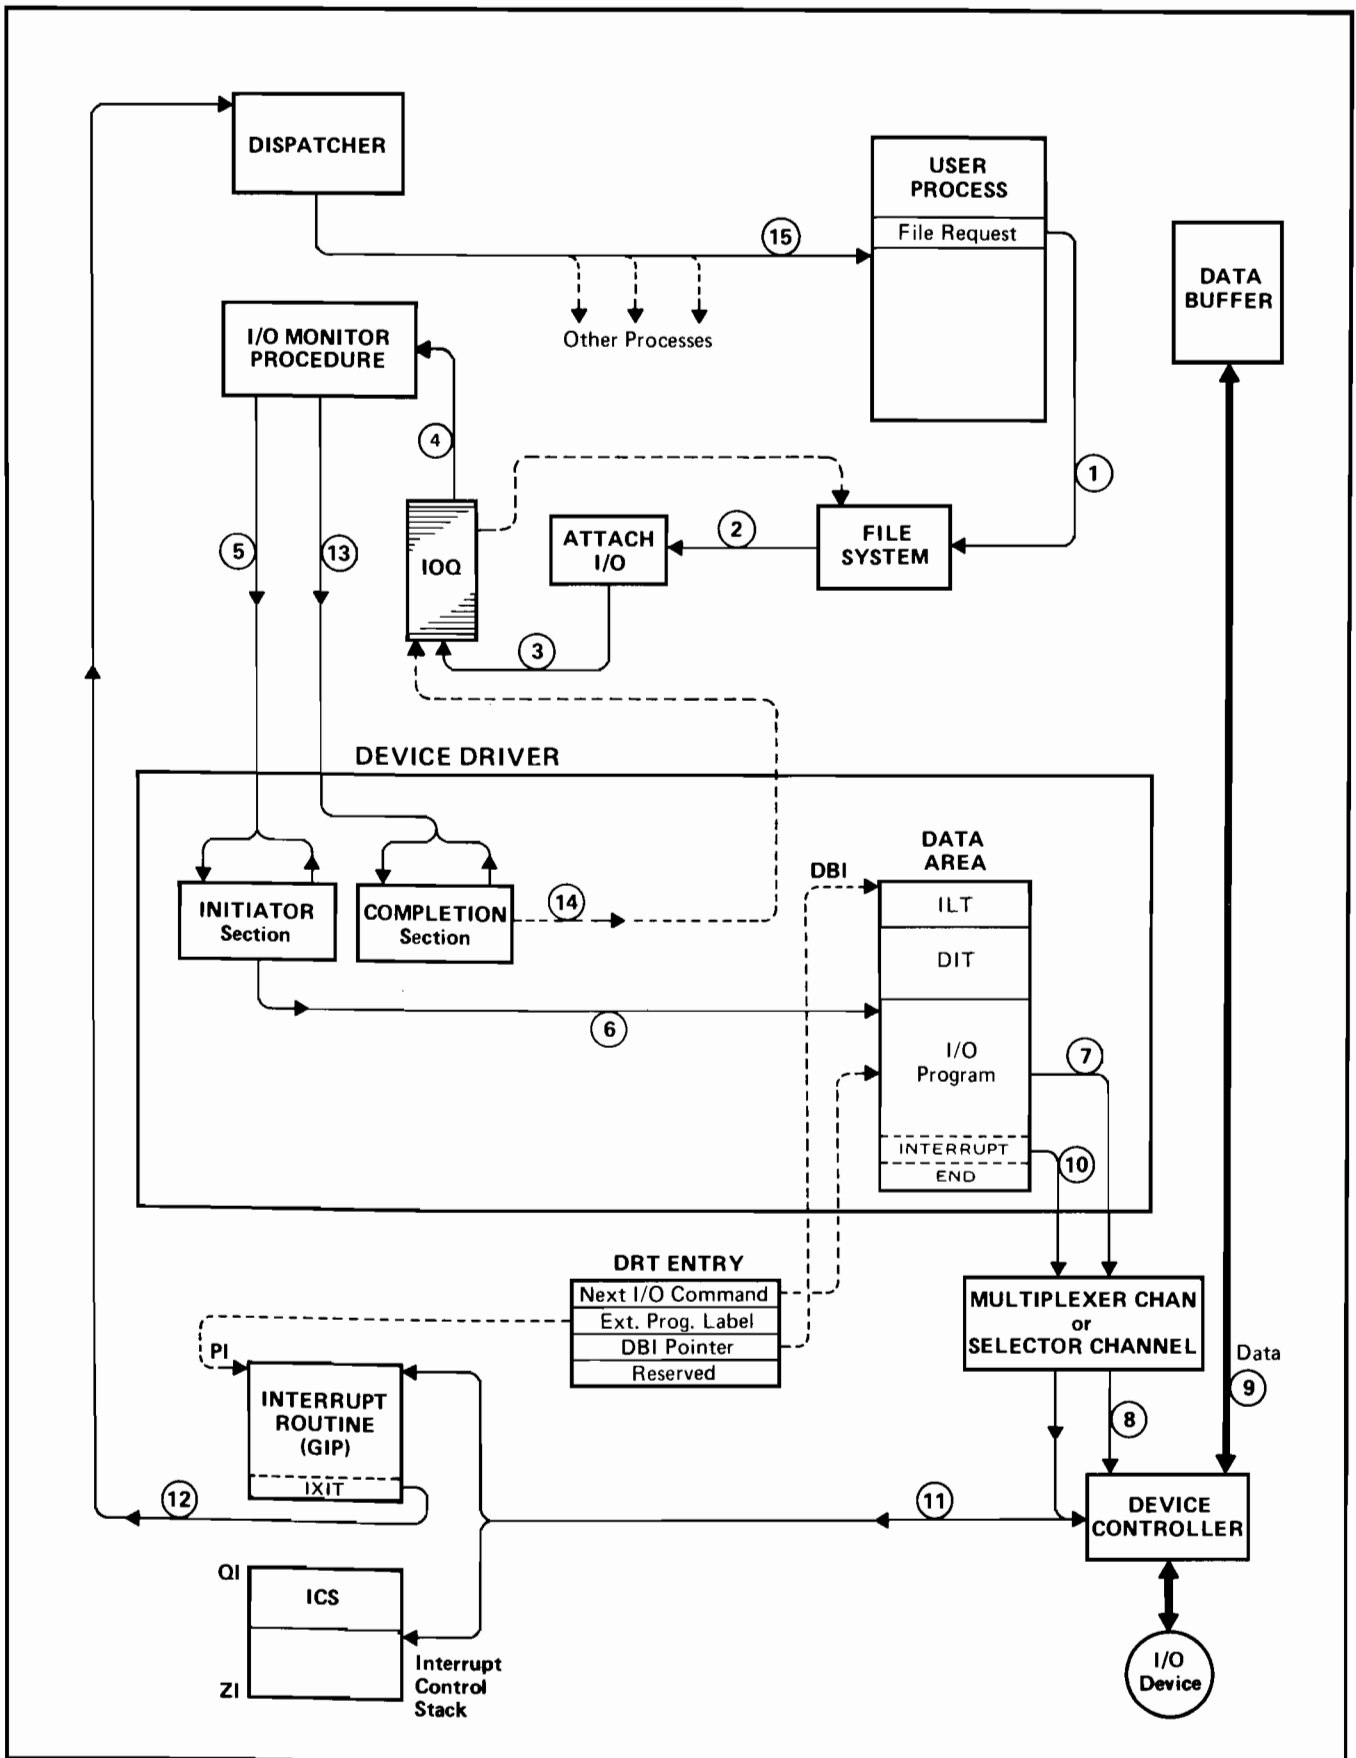 DISPATCHER
USER
PROCESS
File Request
15
DATA
BUFFER
I/O MONITOR
PROCEDURE
Other Processes
4
1
5
13
IOQ
ATTACH
I/O
2
FILE
SYSTEM
3
DEVICE DRIVER
INITIATOR
Section
COMPLETION
Section
14
DATA
AREA
DBI
ILT
DIT
6
I/O
Program
7
INTERRUPT
10
END
DRT ENTRY
Next I/O Command
Ext. Prog. Label
DBI Pointer
Reserved
MULTIPLEXER CHAN
or
SELECTOR CHANNEL
Data
9
PI
INTERRUPT
ROUTINE
(GIP)
IXIT
8
12
11
DEVICE
CONTROLLER
QI
ICS
ZI
Interrupt
Control
Stack
I/O
Device